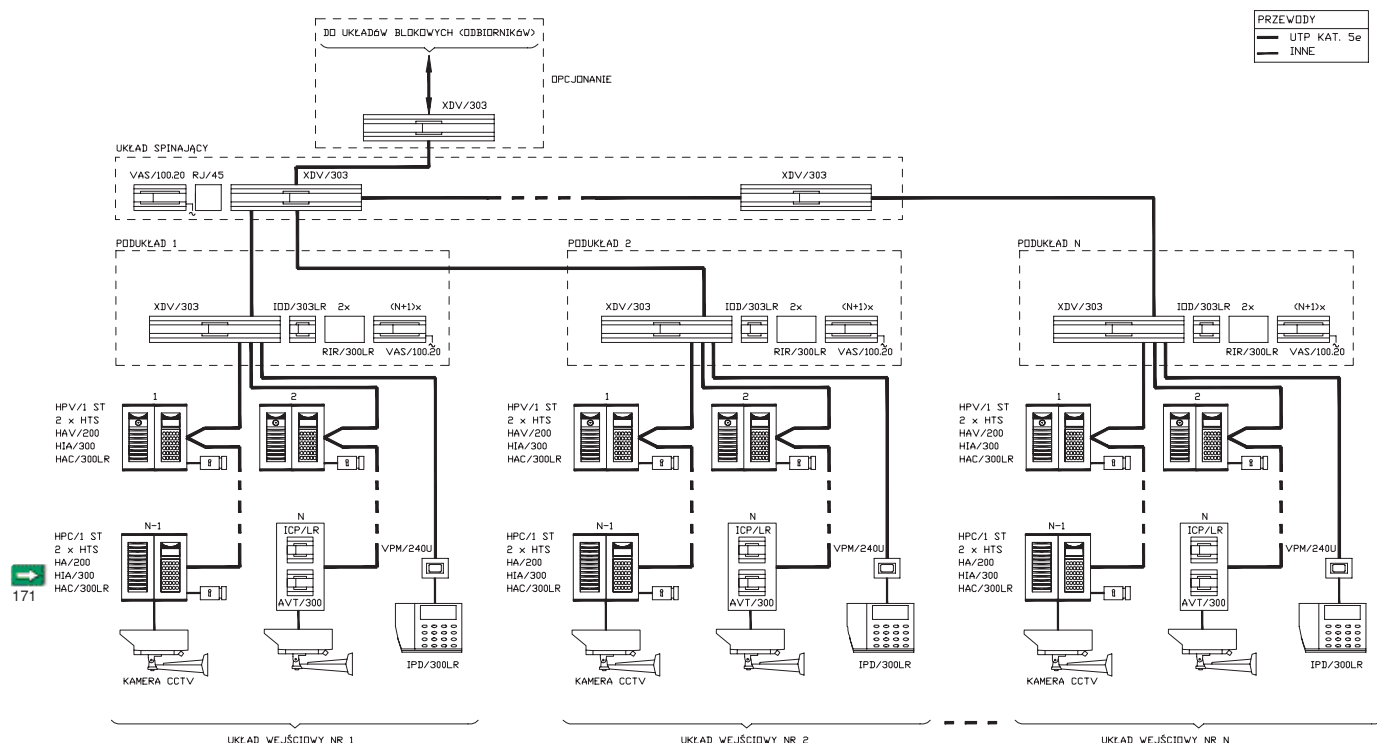 PRZEWODY
UTP KAT. 5e
INNE
DO UKŁADÓW BLOKOWYCH (ODBIORNIKÓW)
OPCJONANIE
XDV/303
UKŁAD SPINAJĄCY
VAS/100.20 RJ/45 XDV/303 XDV/303
PODUKŁAD 1 PODUKŁAD 2 PODUKŁAD N
XDV/303 IOD/303LR 2x (N+1)x XDV/303 IOD/303LR 2x (N+1)x XDV/303 IOD/303LR 2x (N+1)x
RIR/300LR VAS/100.20 RIR/300LR VAS/100.20 RIR/300LR VAS/100.20
1 2 1 2 1 2
HPV/1 ST HPV/1 ST HPV/1 ST
2 x HTS 2 x HTS 2 x HTS
HAV/200 HAV/200 HAV/200
HIA/300 HIA/300 HIA/300
HAC/300LR HAC/300LR HAC/300LR
N-1 N N-1 N N-1 N
HPC/1 ST ICP/LR HPC/1 ST ICP/LR HPC/1 ST ICP/LR
2 x HTS VPM/240U 2 x HTS VPM/240U 2 x HTS VPM/240U
HA/200 HA/200 HA/200
HIA/300 HIA/300 HIA/300
HAC/300LR AVT/300 HAC/300LR AVT/300 HAC/300LR AVT/300
171
IPD/300LR IPD/300LR IPD/300LR
KAMERA CCTV KAMERA CCTV KAMERA CCTV
UKŁAD WEJŚCIOWY NR 1 UKŁAD WEJŚCIOWY NR 2 UKŁAD WEJŚCIOWY NR N